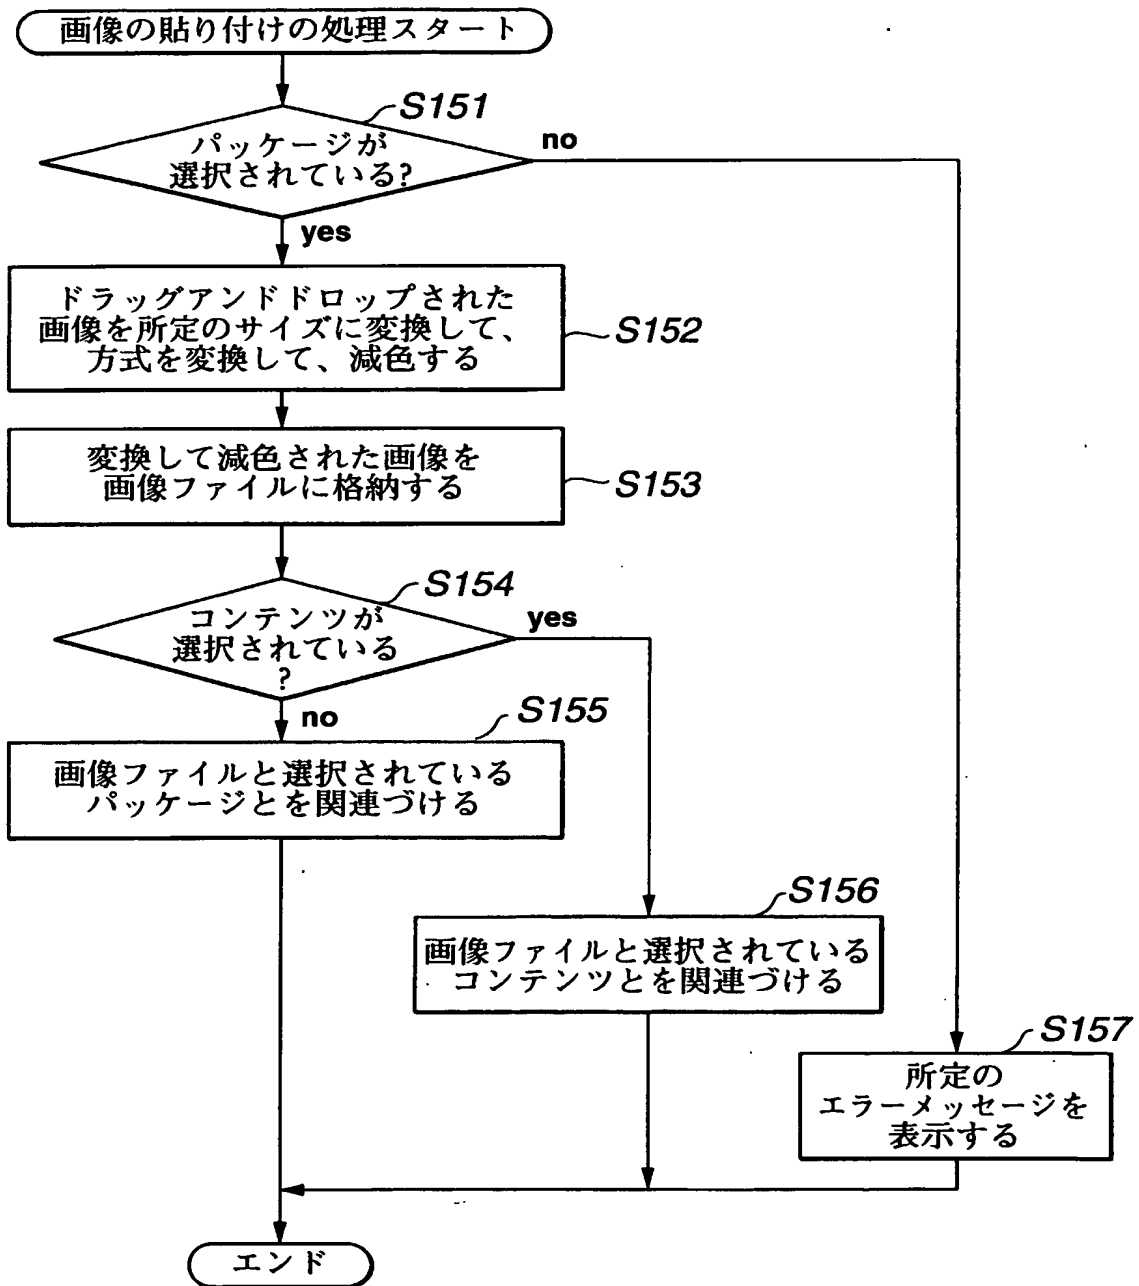 画像の貼り付けの処理スタート
S151
パッケージが
選択されている?
no
yes
ドラッグアンドドロップされた
画像を所定のサイズに変換して、
方式を変換して、減色する
S152
変換して減色された画像を
画像ファイルに格納する
S153
S154
コンテンツが
選択されている
?
yes
no
S155
画像ファイルと選択されている
パッケージとを関連づける
S156
画像ファイルと選択されている
コンテンツとを関連づける
S157
所定の
エラーメッセージを
表示する
エンド